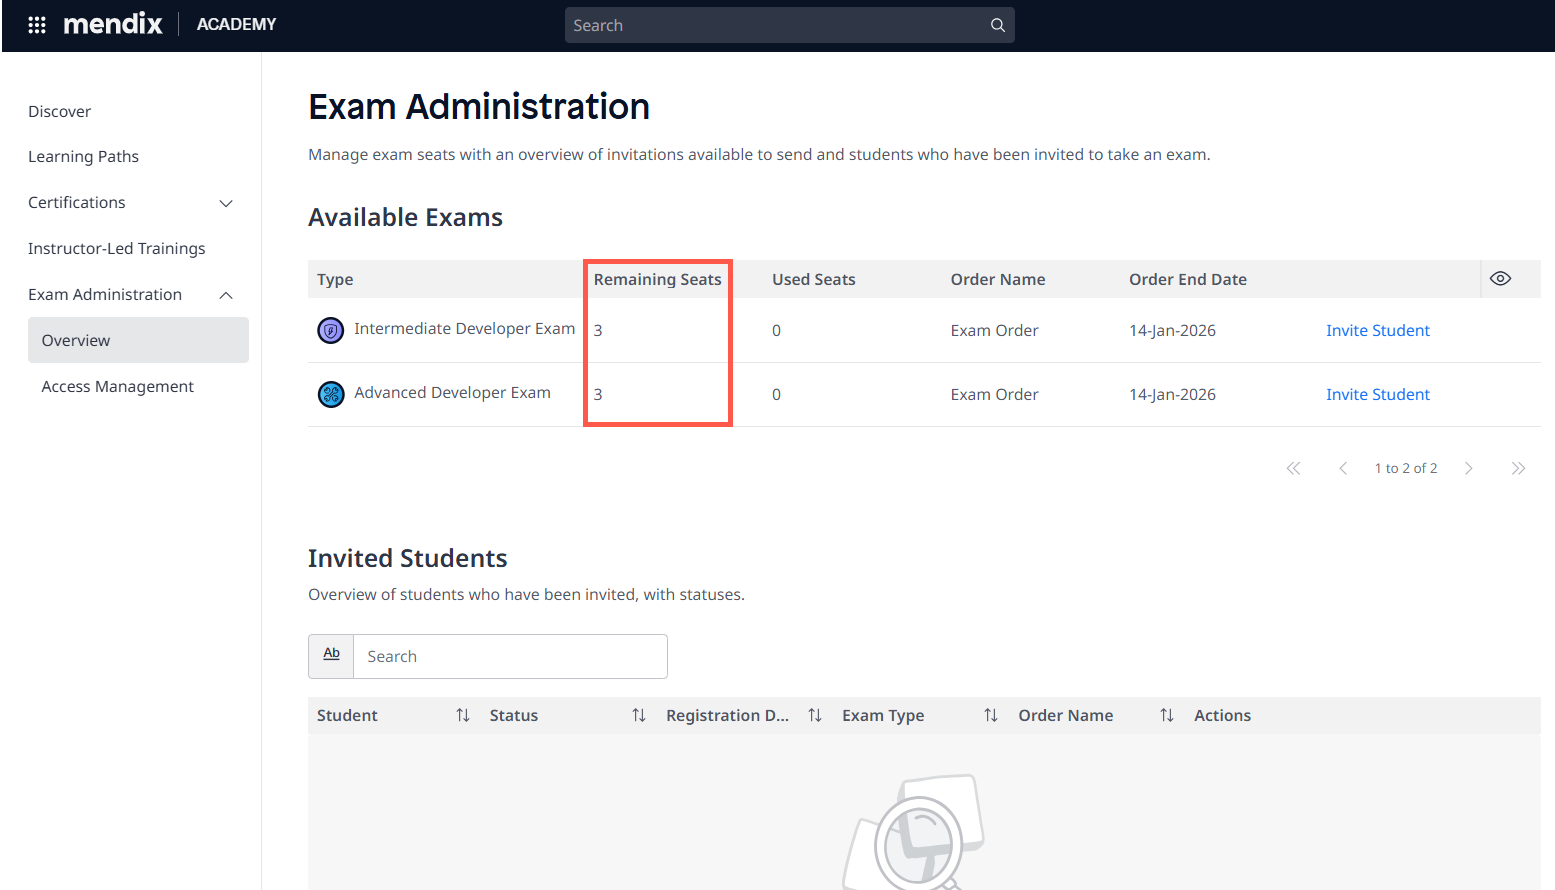 mendix ACADEMY Search
Discover
Learning Paths
Certifications
Instructor-Led Trainings
Exam Administration
Overview
Access Management
Exam Administration
Manage exam seats with an overview of invitations available to send and students who have been invited to take an exam.
Available Exams
Type Remaining Seats Used Seats Order Name Order End Date
Intermediate Developer Exam 3 0 Exam Order 14-Jan-2026 Invite Student
Advanced Developer Exam 3 0 Exam Order 14-Jan-2026 Invite Student
1 to 2 of 2
Invited Students
Overview of students who have been invited, with statuses.
Ab Search
Student Status Registration D... Exam Type Order Name Actions